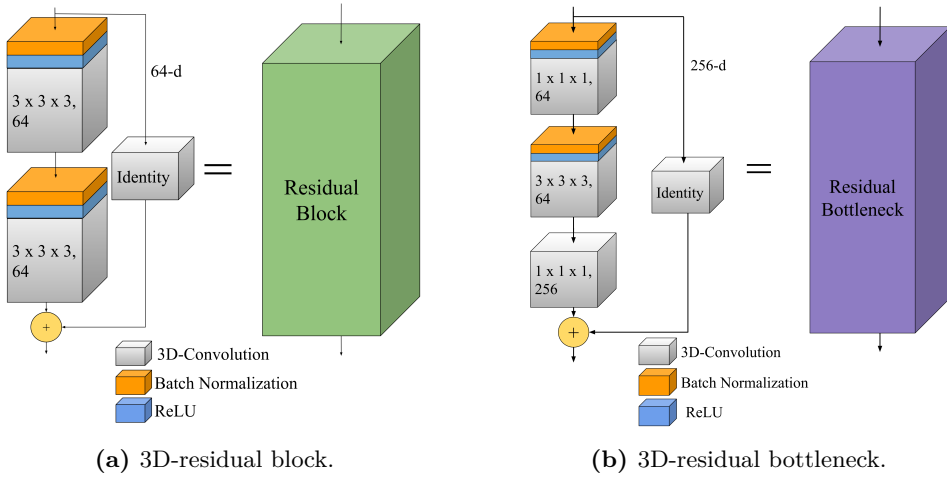 64-d
3 x 3 x 3,
64
Identity
3 x 3 x 3,
64
+
=
Residual
Block
3D-Convolution
Batch Normalization
ReLU
(a) 3D-residual block.
256-d
1 x 1 x 1,
64
3 x 3 x 3,
64
Identity
1 x 1 x 1,
256
+
=
Residual
Bottleneck
3D-Convolution
Batch Normalization
ReLU
(b) 3D-residual bottleneck.